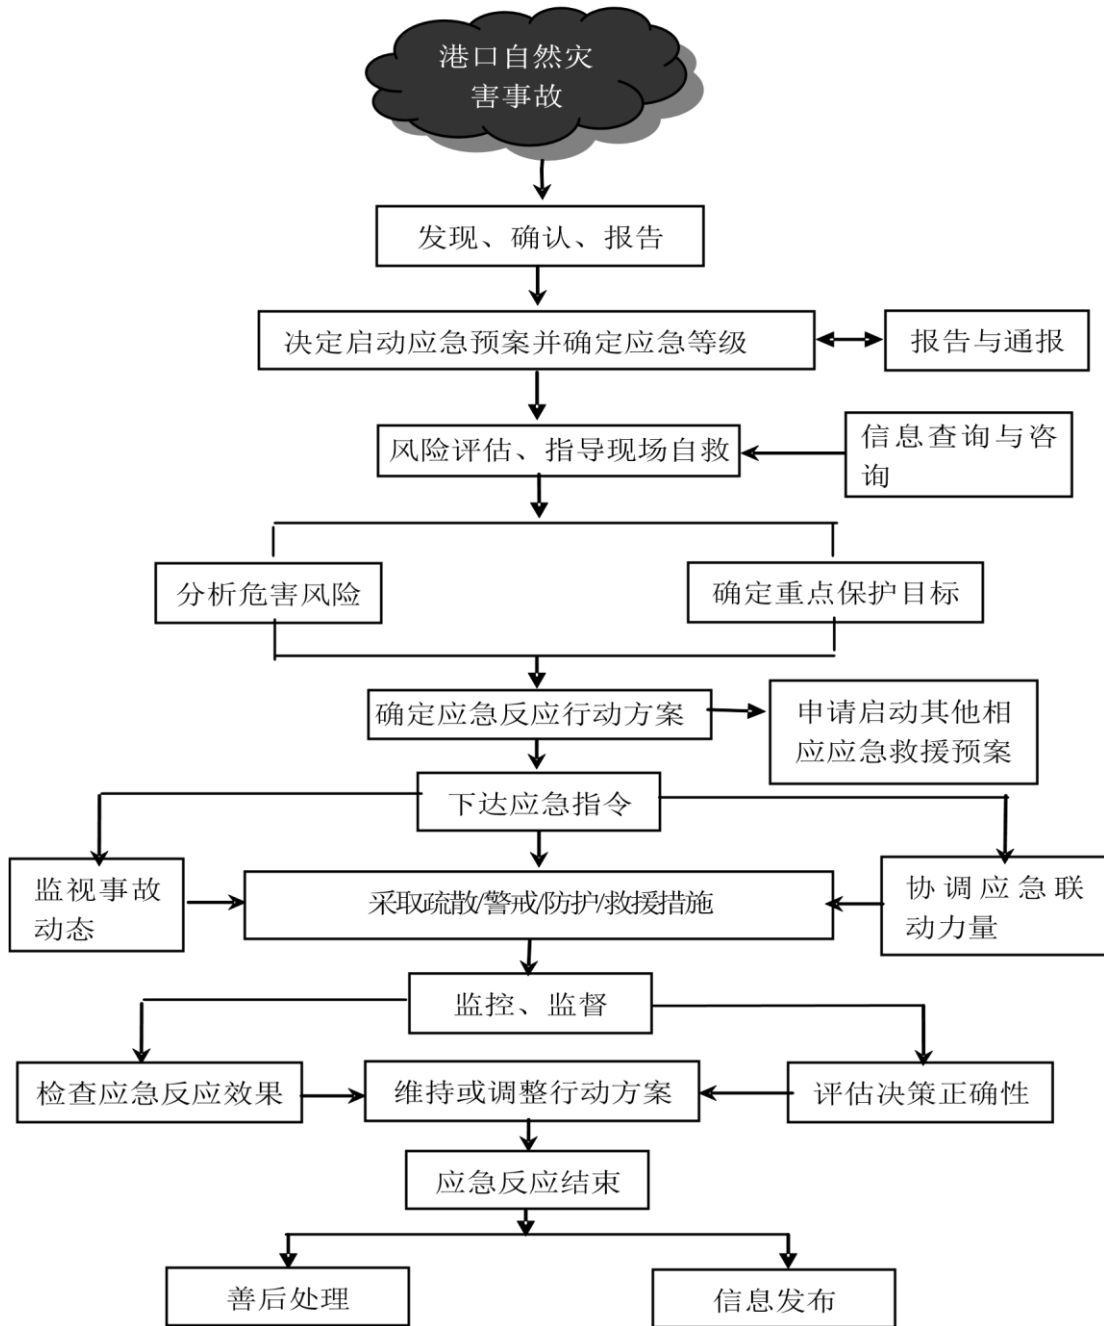 港口自然灾
害事故
发现、确认、报告
决定启动应急预案并确定应急等级
报告与通报
风险评估、指导现场自救
信息查询与咨
询
分析危害风险
确定重点保护目标
确定应急反应行动方案
申请启动其他相
应应急救援预案
下达应急指令
监视事故
动态
采取疏散/警戒/防护/救援措施
协调应急联
动力量
监控、监督
检查应急反应效果
维持或调整行动方案
评估决策正确性
应急反应结束
善后处理
信息发布